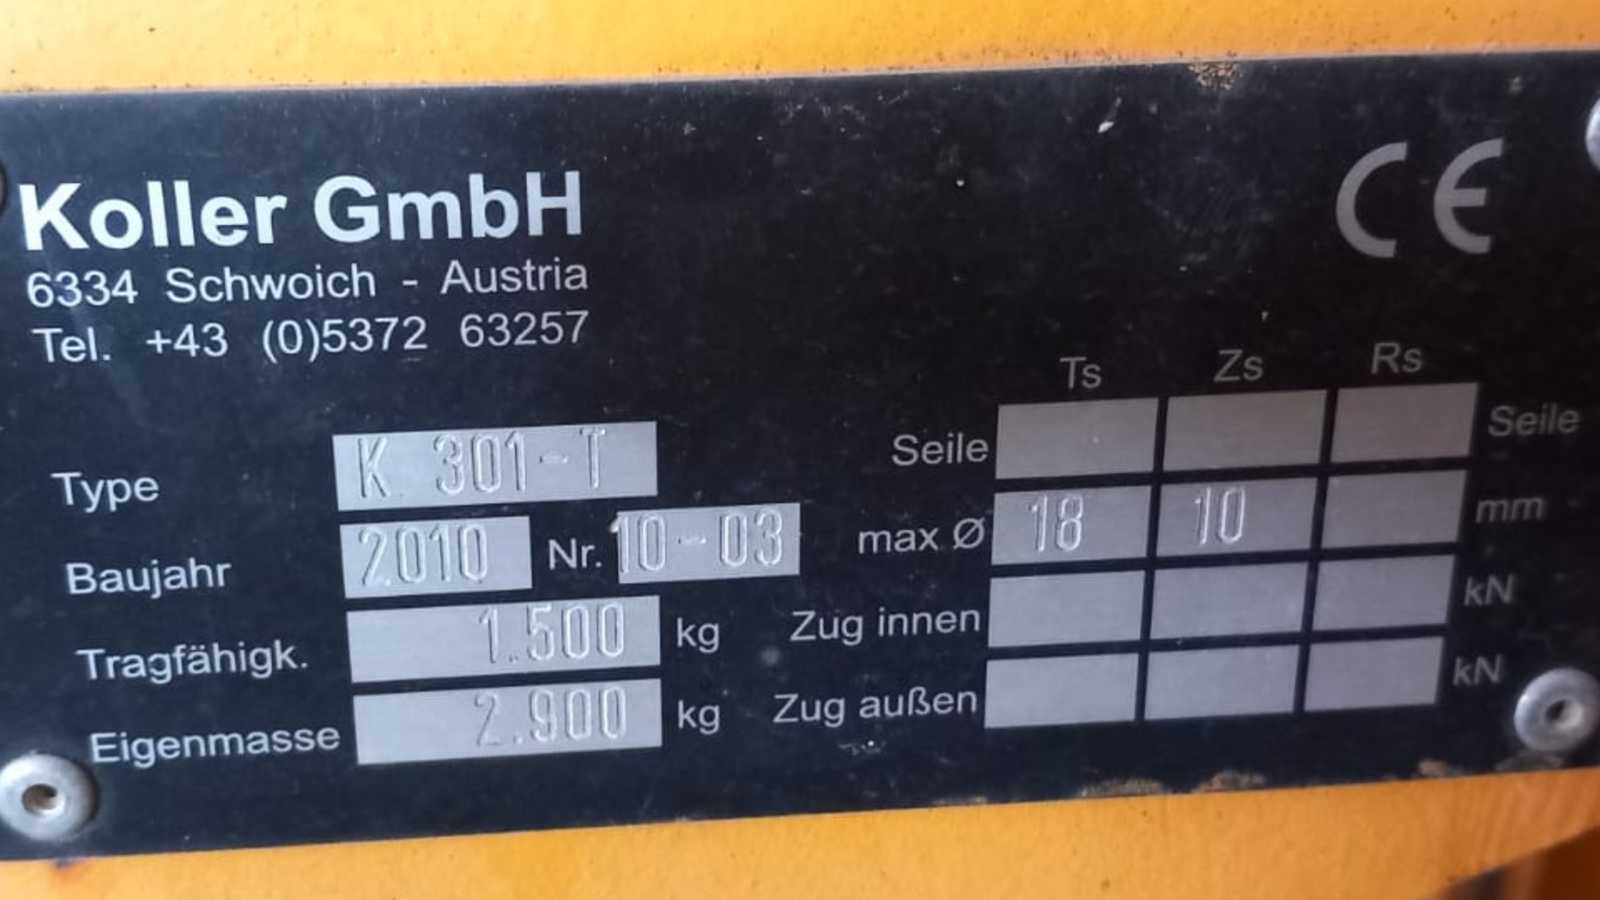 Koller GmbH
6334 Schwoich - Austria
Tel. +43 (0)5372 63257
CE
Type K 301-T
Baujahr 2010 Nr. 10-03
Tragfähigk. 1.500 kg
Eigenmasse 2.900 kg
Ts Zs Rs
Seile Seile
max Ø 18 10 mm
Zug innen kN
Zug außen kN